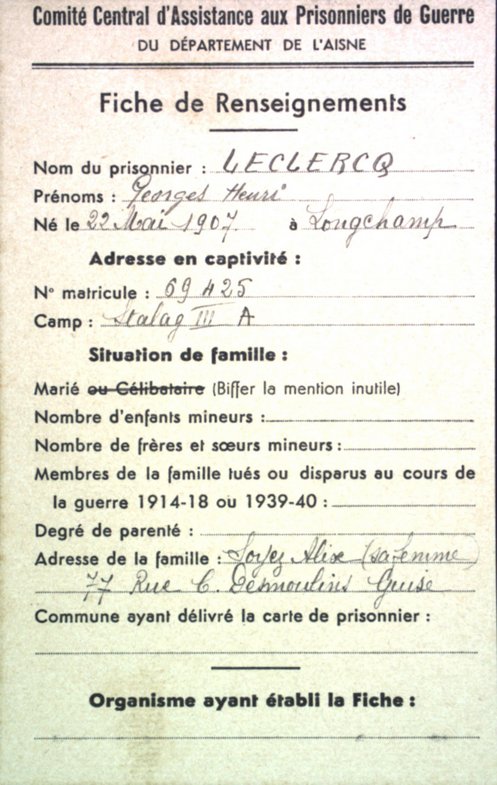 Comité Central d'Assistance aux Prisonniers de Guerre
DU DÉPARTEMENT DE L'AISNE
Fiche de Renseignements
Nom du prisonnier : LECLERCQ
Prénoms : Georges Henri
Né le 22 Mai 1907 à Longchamp
Adresse en captivité :
N° matricule : 69 425
Camp : Stalag III A
Situation de famille :
Marié ou Célibataire (Biffer la mention inutile)
Nombre d'enfants mineurs :
Nombre de frères et sœurs mineurs :
Membres de la famille tués ou disparus au cours de
la guerre 1914-18 ou 1939-40 :
Degré de parenté :
Adresse de la famille : Soyez Alix (sa femme)
77 Rue C. Desmoulins Guise
Commune ayant délivré la carte de prisonnier :
Organisme ayant établi la Fiche :